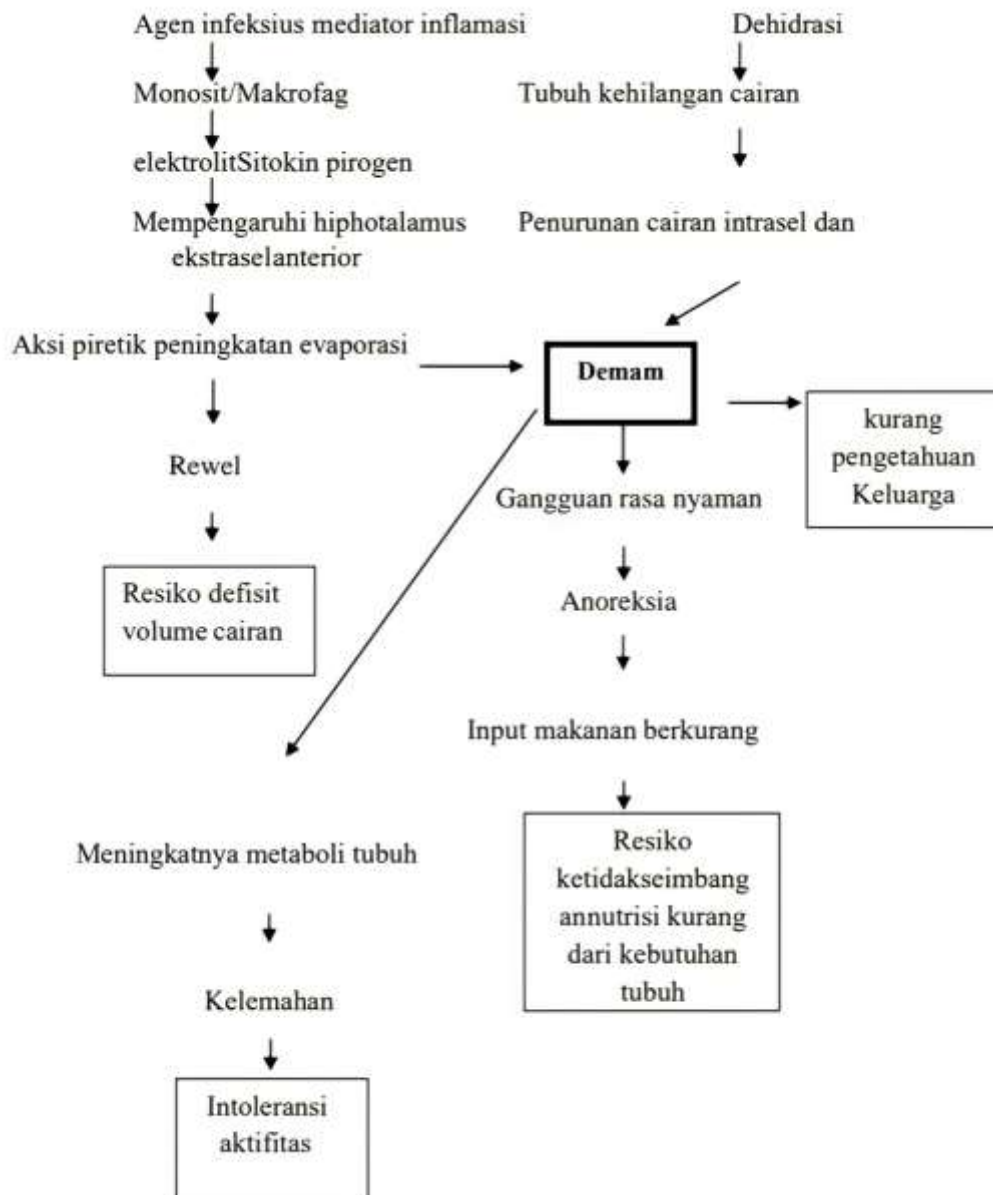 Agen infeksius mediator inflamasi
Dehidrasi
Monosit/Makrofag
Tubuh kehilangan cairan
elektrolitSitokin pirogen
Mempengaruhi hiphotalamus
ekstraselanterior
Penurunan cairan intrasel dan
Aksi piretik peningkatan evaporasi
Demam
kurang
pengetahuan
Keluarga
Rewel
Gangguan rasa nyaman
Resiko defisit
volume cairan
Anoreksia
Input makanan berkurang
Meningkatnya metaboli tubuh
Resiko
ketidakseimbang
annutrisi kurang
dari kebutuhan
tubuh
Kelemahan
Intoleransi
aktifitas